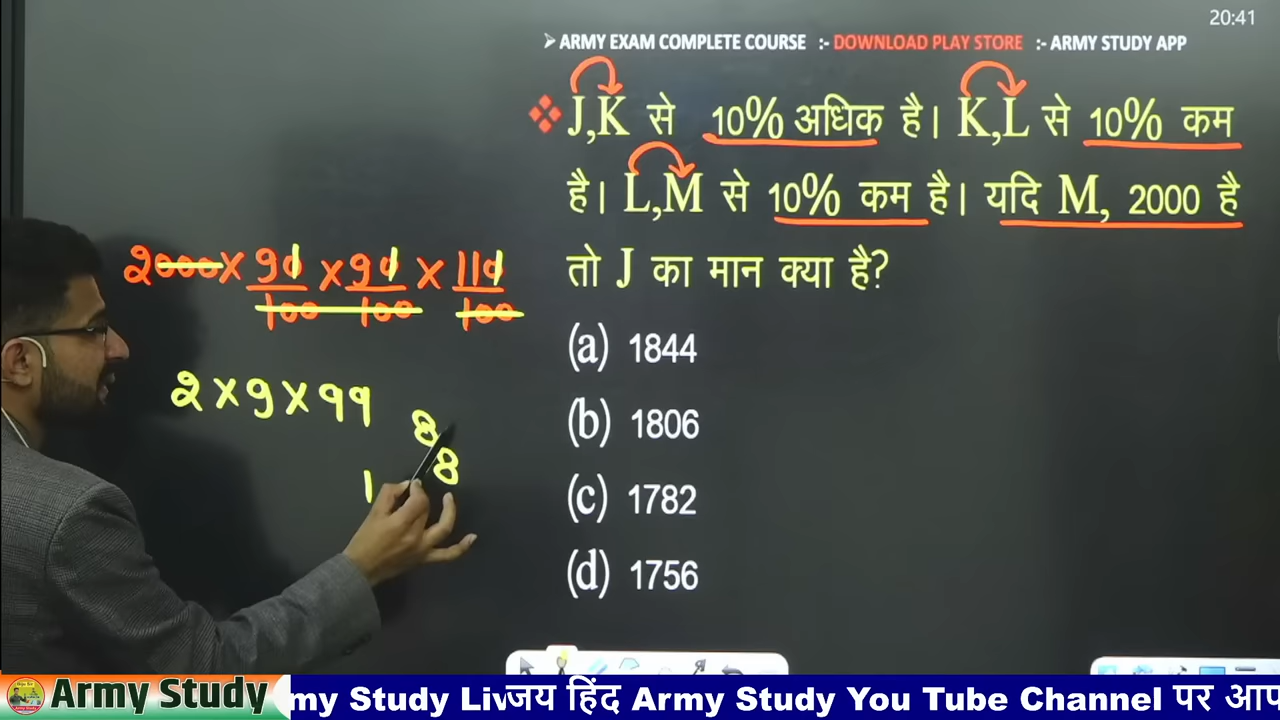 20:41
➢ ARMY EXAM COMPLETE COURSE :- DOWNLOAD PLAY STORE :- ARMY STUDY APP
❖ J,K से 10% अधिक है। K,L से 10% कम
है। L,M से 10% कम है। यदि M, 2000 है
तो J का मान क्या है?
(a) 1844
(b) 1806
(c) 1782
(d) 1756
2000 × 90/100 × 90/100 × 110/100
2 × 9 × 99
8
8
1
Army Study
my Study Liv
जय हिंद Army Study You Tube Channel पर आप